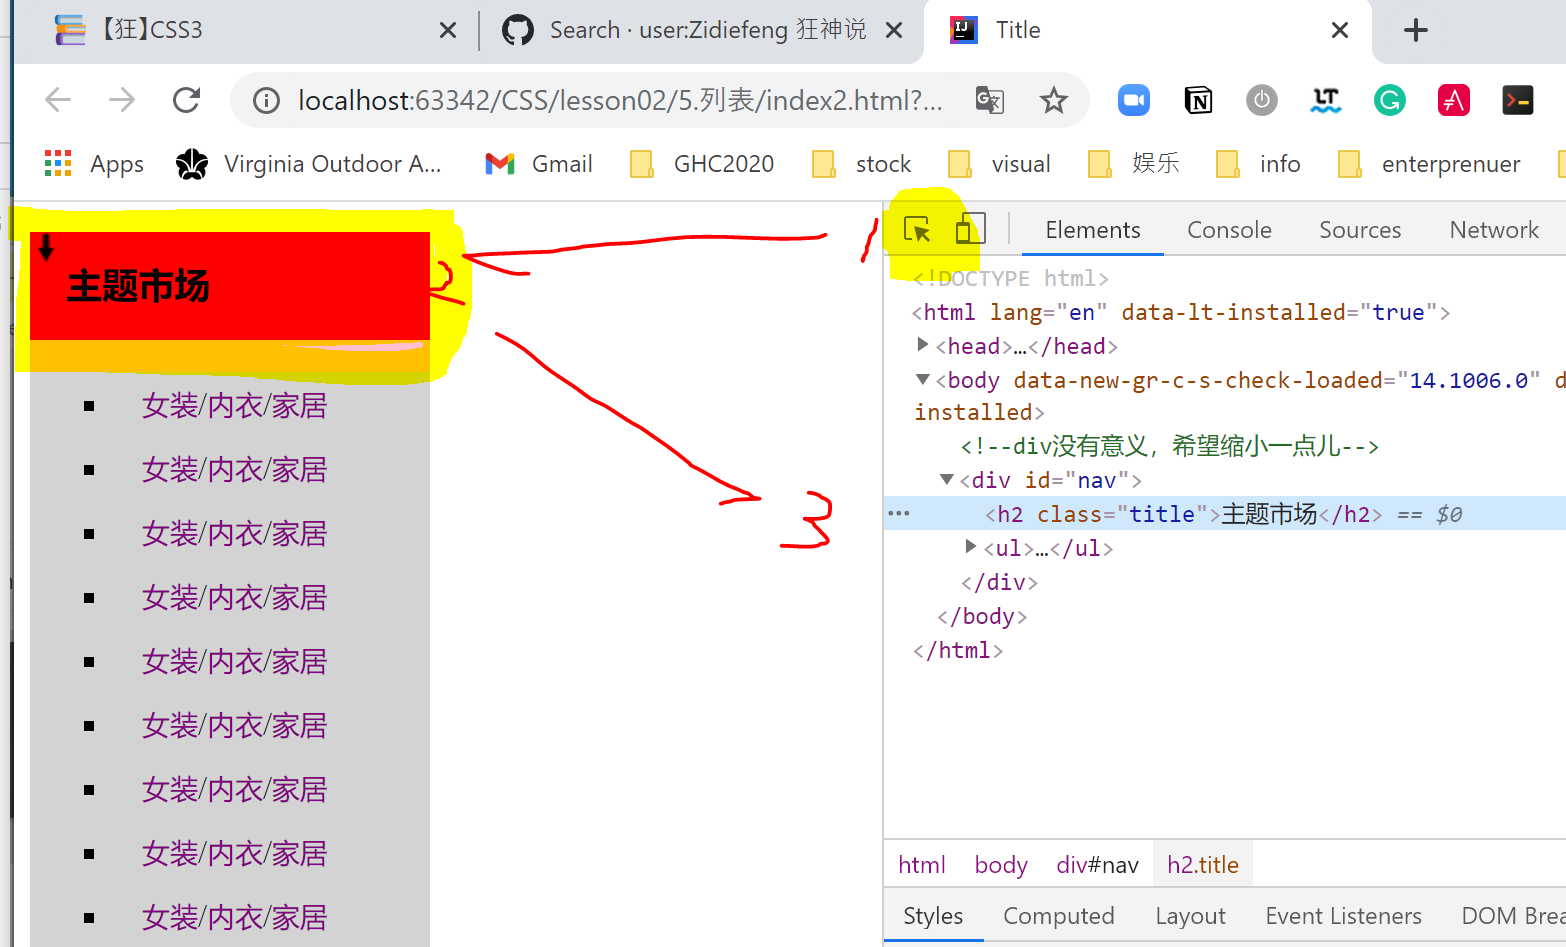 【狂】CSS3
Search · user:Zidiefeng 狂神说
Title
localhost:63342/CSS/lesson02/5.列表/index2.html?...
Apps
Virginia Outdoor A...
Gmail
GHC2020
stock
visual
娱乐
info
enterprenuer
主题市场
2
女装/内衣/家居
女装/内衣/家居
女装/内衣/家居
女装/内衣/家居
女装/内衣/家居
女装/内衣/家居
女装/内衣/家居
女装/内衣/家居
女装/内衣/家居
1
3
Elements Console Sources Network
<!DOCTYPE html>
<html lang="en" data-lt-installed="true">
<head>…</head>
<body data-new-gr-c-s-check-loaded="14.1006.0" d
installed>
<!--div没有意义，希望缩小一点儿-->
<div id="nav">
<h2 class="title">主题市场</h2> == $0
<ul>…</ul>
</div>
</body>
</html>
html body div#nav h2.title
Styles Computed Layout Event Listeners DOM Brea